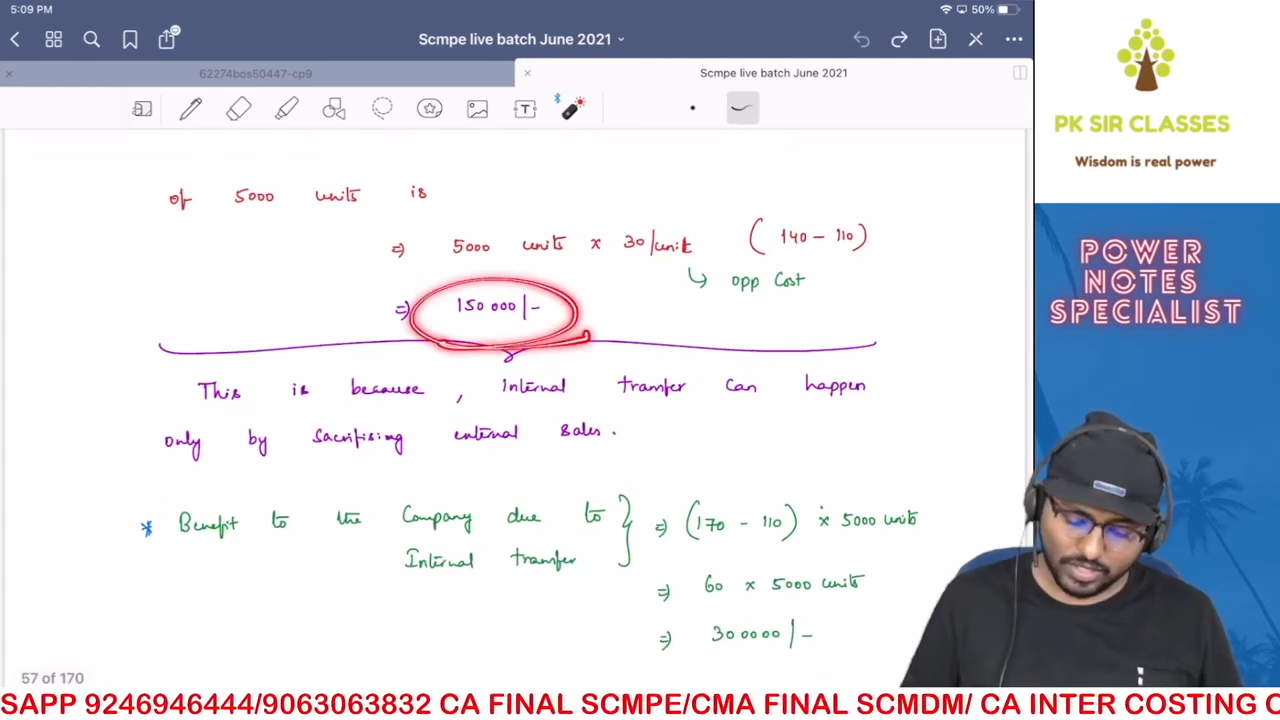 5:09 PM
50%
Scmpe live batch June 2021
62274bos50447-cp9
Scmpe live batch June 2021
of 5000 units is
⇒ 5000 units x 30/unit (140 - 110)
↳ opp Cost
⇒ 150 000/-
This is because, Internal transfer can happen
only by sacrifising external sales.
* Benefit to the Company due to
Internal transfer
⇒ (170 - 110) x 5000 units
⇒ 60 x 5000 units
⇒ 300000/-
57 of 170
PK SIR CLASSES
Wisdom is real power
POWER
NOTES
SPECIALIST
SAPP 9246946444/9063063832 CA FINAL SCMPE/CMA FINAL SCMDM/ CA INTER COSTING